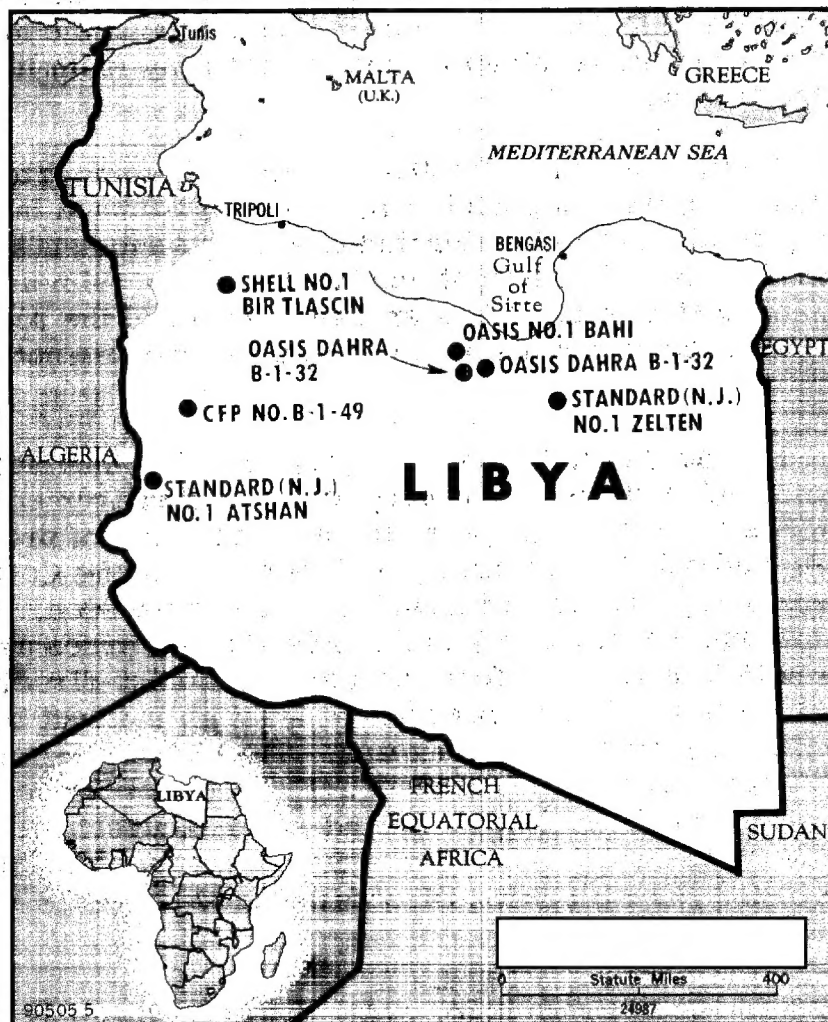 Tunis
MALTA
(U.K.)
GREECE
MEDITERRANEAN SEA
TUNISIA
TRIPOLI
BENGASI
Gulf
of
Sirte
SHELL NO.1
BIR TLASCIN
OASIS NO.1 BAHI
OASIS DAHRA
B-1-32
OASIS DAHRA B-1-32
EGYPT
STANDARD (N.J.)
NO.1 ZELTEN
CFP NO. B-1-49
ALGERIA
LIBYA
STANDARD (N.J.)
NO.1 ATSHAN
LIBYA
FRENCH
EQUATORIAL
AFRICA
SUDAN
0 Statute Miles 400
24987
90505 5